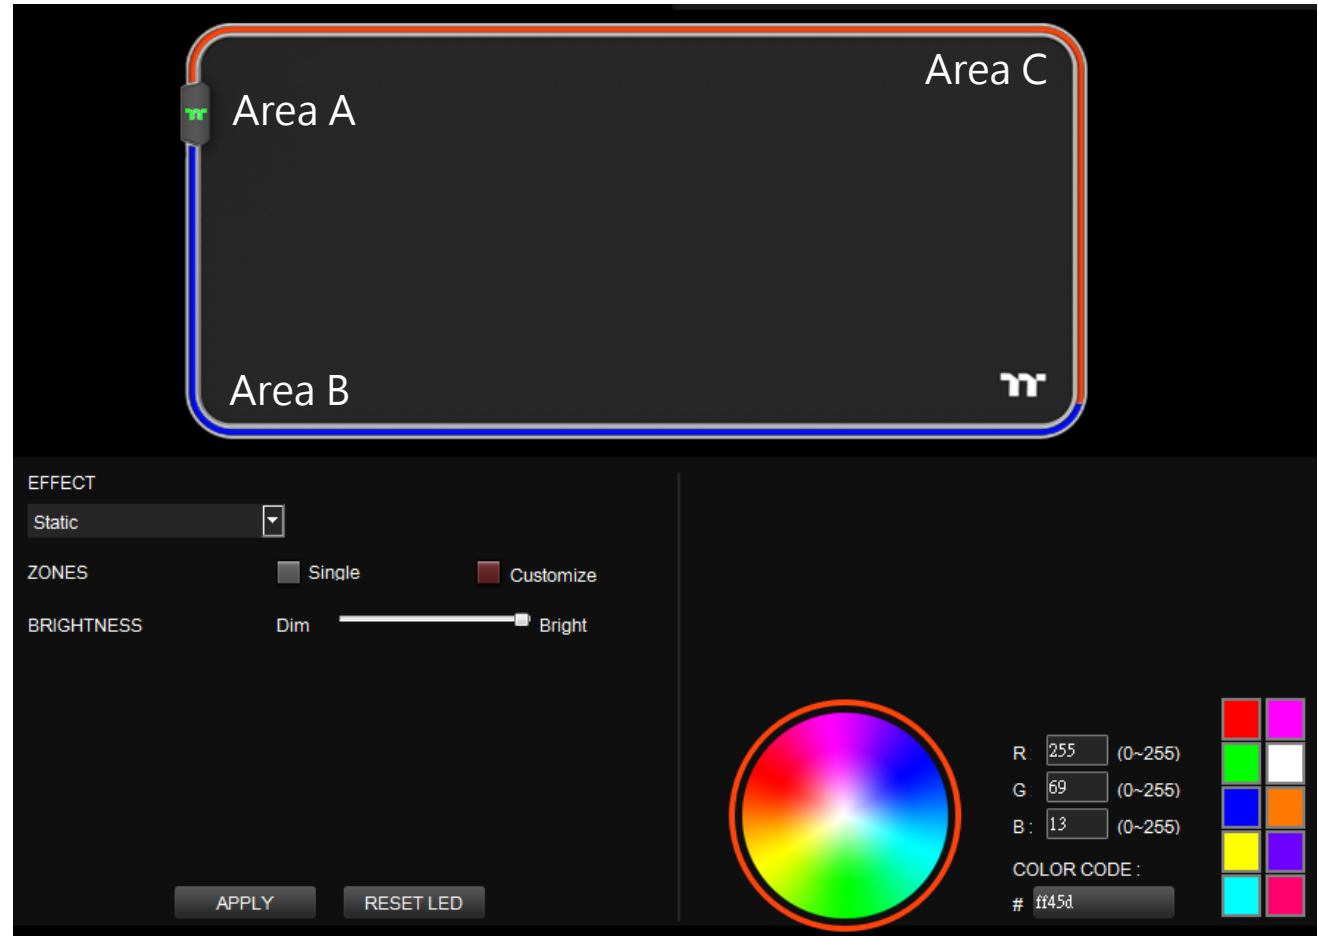 Area C
Area A
Area B
EFFECT
Static
ZONES Single Customize
BRIGHTNESS Dim Bright
R : 255 (0~255)
G : 69 (0~255)
B : 13 (0~255)
COLOR CODE :
# ff45d
APPLY RESET LED